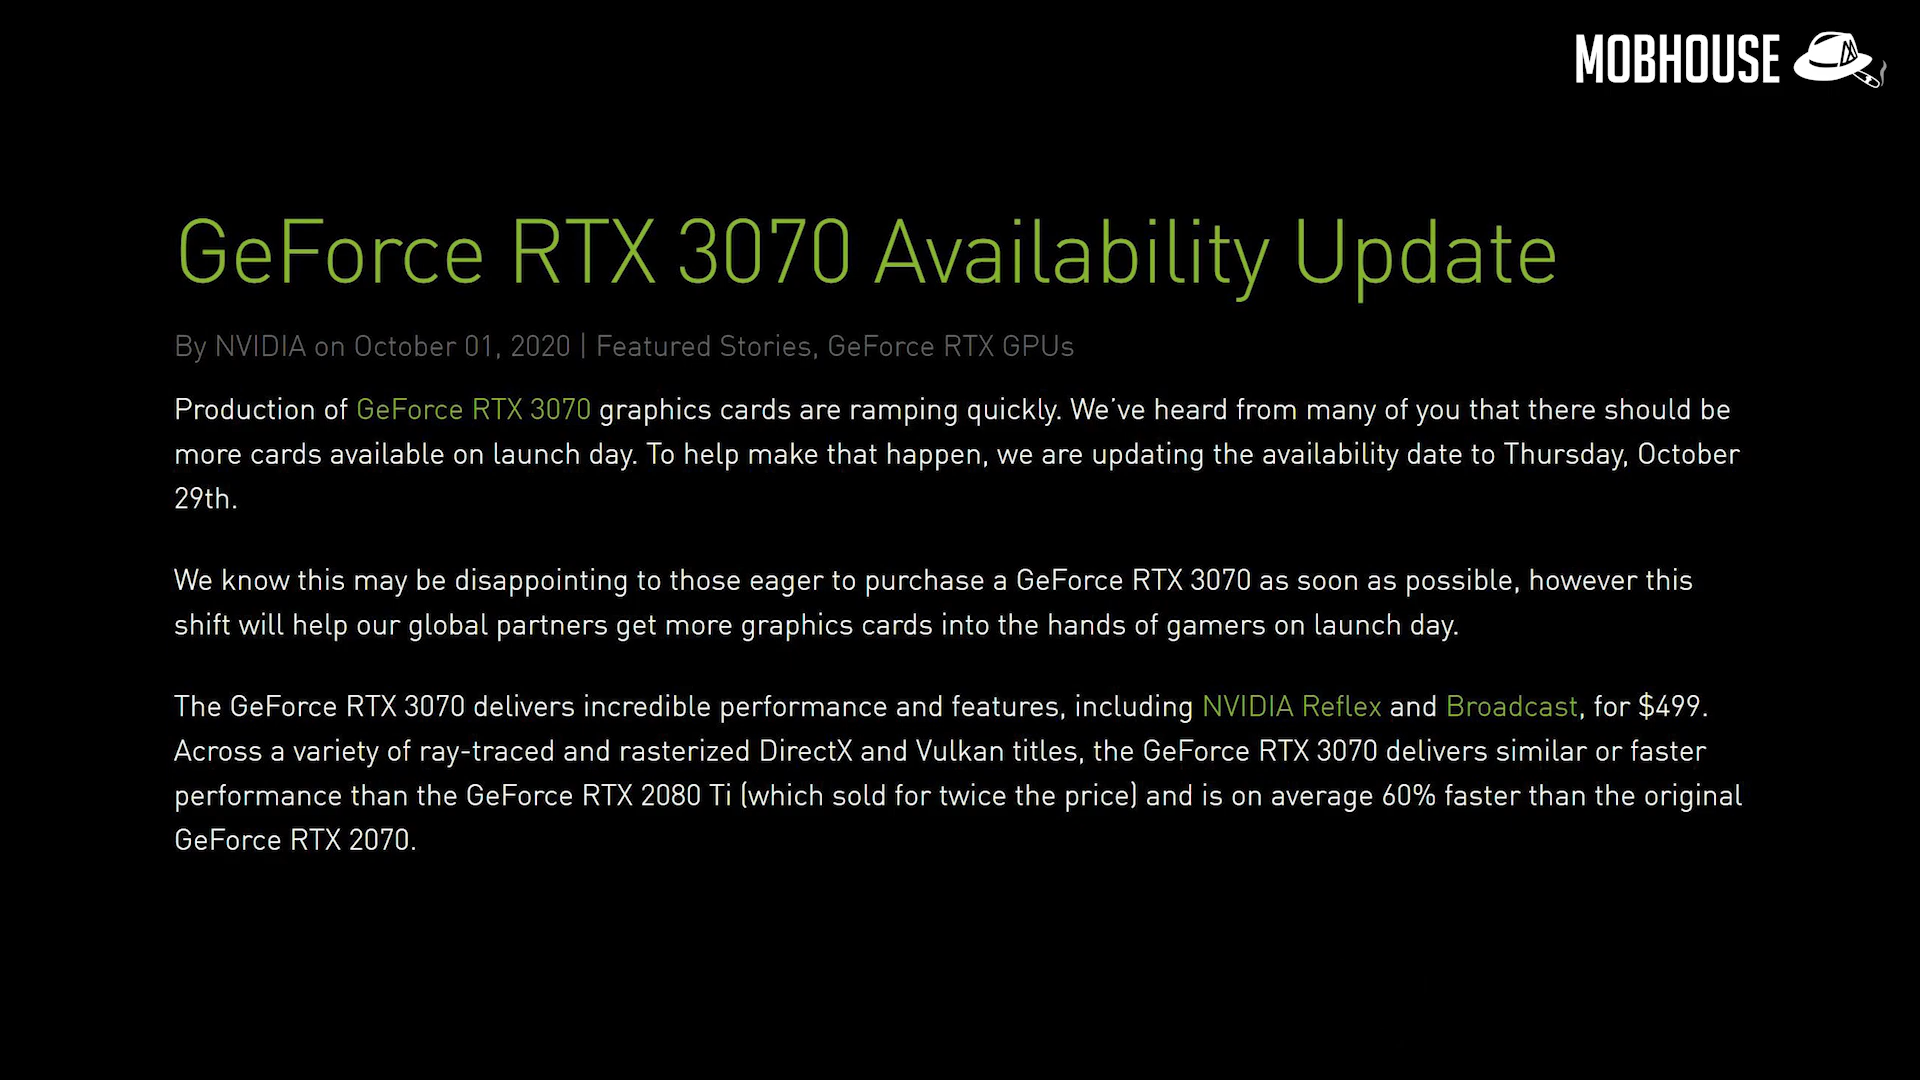 MOBHOUSE
GeForce RTX 3070 Availability Update
By NVIDIA on October 01, 2020 | Featured Stories, GeForce RTX GPUs
Production of GeForce RTX 3070 graphics cards are ramping quickly. We’ve heard from many of you that there should be
more cards available on launch day. To help make that happen, we are updating the availability date to Thursday, October
29th.
We know this may be disappointing to those eager to purchase a GeForce RTX 3070 as soon as possible, however this
shift will help our global partners get more graphics cards into the hands of gamers on launch day.
The GeForce RTX 3070 delivers incredible performance and features, including NVIDIA Reflex and Broadcast, for $499.
Across a variety of ray-traced and rasterized DirectX and Vulkan titles, the GeForce RTX 3070 delivers similar or faster
performance than the GeForce RTX 2080 Ti (which sold for twice the price) and is on average 60% faster than the original
GeForce RTX 2070.